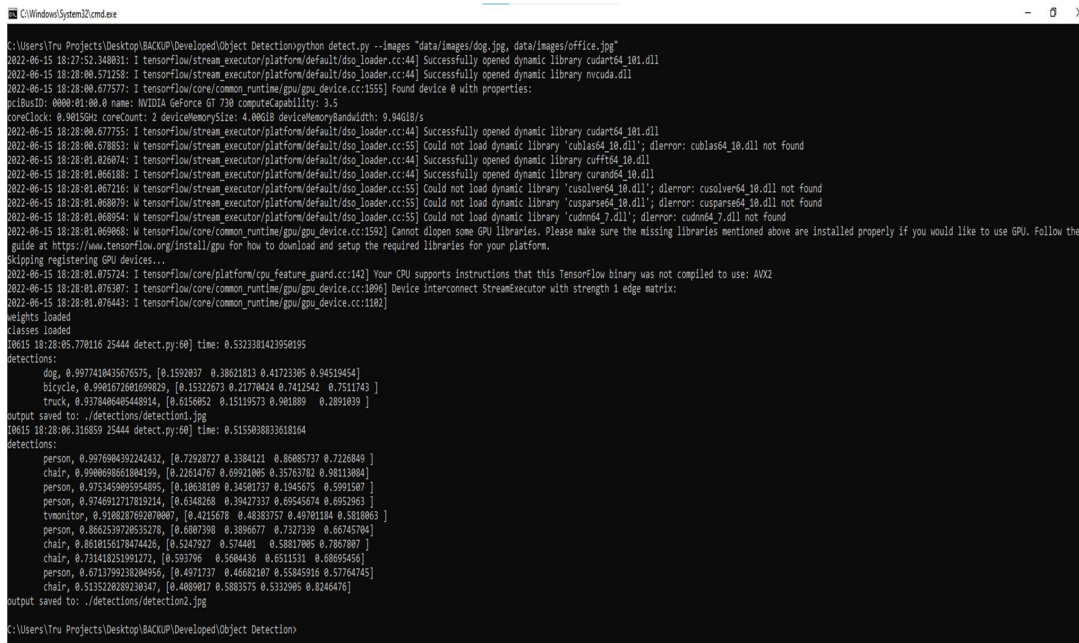 C:\Windows\System32\cmd.exe
C:\Users\Tru Projects\Desktop\BACKUP\Developed\Object Detection>python detect.py --images "data/images/dog.jpg, data/images/office.jpg"
2022-06-15 18:27:52.348031: I tensorflow/stream_executor/platform/default/dso_loader.cc:44] Successfully opened dynamic library cudart64_101.dll
2022-06-15 18:28:00.571258: I tensorflow/stream_executor/platform/default/dso_loader.cc:44] Successfully opened dynamic library nvcuda.dll
2022-06-15 18:28:00.677577: I tensorflow/core/common_runtime/gpu/gpu_device.cc:1555] Found device 0 with properties:
pciBusID: 0000:01:00.0 name: NVIDIA GeForce GT 730 computeCapability: 3.5
coreClock: 0.9015GHz coreCount: 2 deviceMemorySize: 4.00GiB deviceMemoryBandwidth: 9.94GiB/s
2022-06-15 18:28:00.677755: I tensorflow/stream_executor/platform/default/dso_loader.cc:44] Successfully opened dynamic library cudart64_101.dll
2022-06-15 18:28:00.678853: W tensorflow/stream_executor/platform/default/dso_loader.cc:55] Could not load dynamic library 'cublas64_10.dll'; dlerror: cublas64_10.dll not found
2022-06-15 18:28:01.026074: I tensorflow/stream_executor/platform/default/dso_loader.cc:44] Successfully opened dynamic library cufft64_10.dll
2022-06-15 18:28:01.066188: I tensorflow/stream_executor/platform/default/dso_loader.cc:44] Successfully opened dynamic library curand64_10.dll
2022-06-15 18:28:01.067216: W tensorflow/stream_executor/platform/default/dso_loader.cc:55] Could not load dynamic library 'cusolver64_10.dll'; dlerror: cusolver64_10.dll not found
2022-06-15 18:28:01.068079: W tensorflow/stream_executor/platform/default/dso_loader.cc:55] Could not load dynamic library 'cusparse64_10.dll'; dlerror: cusparse64_10.dll not found
2022-06-15 18:28:01.068954: W tensorflow/stream_executor/platform/default/dso_loader.cc:55] Could not load dynamic library 'cudnn64_7.dll'; dlerror: cudnn64_7.dll not found
2022-06-15 18:28:01.069068: W tensorflow/core/common_runtime/gpu/gpu_device.cc:1592] Cannot dlopen some GPU libraries. Please make sure the missing libraries mentioned above are installed properly if you would like to use GPU. Follow the
guide at https://www.tensorflow.org/install/gpu for how to download and setup the required libraries for your platform.
Skipping registering GPU devices...
2022-06-15 18:28:01.075724: I tensorflow/core/platform/cpu_feature_guard.cc:142] Your CPU supports instructions that this TensorFlow binary was not compiled to use: AVX2
2022-06-15 18:28:01.076307: I tensorflow/core/common_runtime/gpu/gpu_device.cc:1096] Device interconnect StreamExecutor with strength 1 edge matrix:
2022-06-15 18:28:01.076443: I tensorflow/core/common_runtime/gpu/gpu_device.cc:1102]
weights loaded
classes loaded
I0615 18:28:05.770116 25444 detect.py:60] time: 0.5323381423950195
detections:
dog, 0.9977410435676575, [0.1592037 0.38621813 0.41723305 0.94519454]
bicycle, 0.9901672601699829, [0.15322673 0.21770424 0.7412542 0.7511743 ]
truck, 0.9378406405448914, [0.6156052 0.15119573 0.901889 0.2891039 ]
output saved to: ./detections/detection1.jpg
I0615 18:28:06.316859 25444 detect.py:60] time: 0.5155038833618164
detections:
person, 0.9976904392242432, [0.72928727 0.3384121 0.86085737 0.7226849 ]
chair, 0.9900698661804199, [0.22614767 0.69921005 0.35763782 0.98113084]
person, 0.9753459095954895, [0.10638109 0.34501737 0.1945675 0.5991507 ]
person, 0.9746912717819214, [0.6348268 0.39427337 0.69545674 0.6952963 ]
tvmonitor, 0.9108287692070007, [0.4215678 0.48383757 0.49701184 0.5818063 ]
person, 0.8662539720535278, [0.6807398 0.3896677 0.7327339 0.66745704]
chair, 0.8610156178474426, [0.5247927 0.574401 0.58817005 0.7867807 ]
chair, 0.731418251991272, [0.593796 0.5604436 0.6511531 0.68695456]
person, 0.6713799238204956, [0.4971737 0.46682107 0.55845916 0.57764745]
chair, 0.5135220289230347, [0.4089017 0.5883575 0.5332905 0.8246476]
output saved to: ./detections/detection2.jpg
C:\Users\Tru Projects\Desktop\BACKUP\Developed\Object Detection>